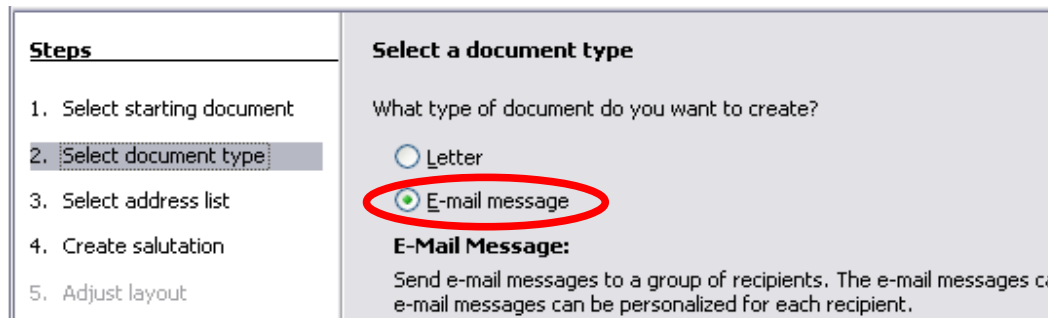 Steps
1. Select starting document
2. Select document type
3. Select address list
4. Create salutation
5. Adjust layout
Select a document type
What type of document do you want to create?
Letter
E-mail message
E-Mail Message:
Send e-mail messages to a group of recipients. The e-mail messages
e-mail messages can be personalized for each recipient.